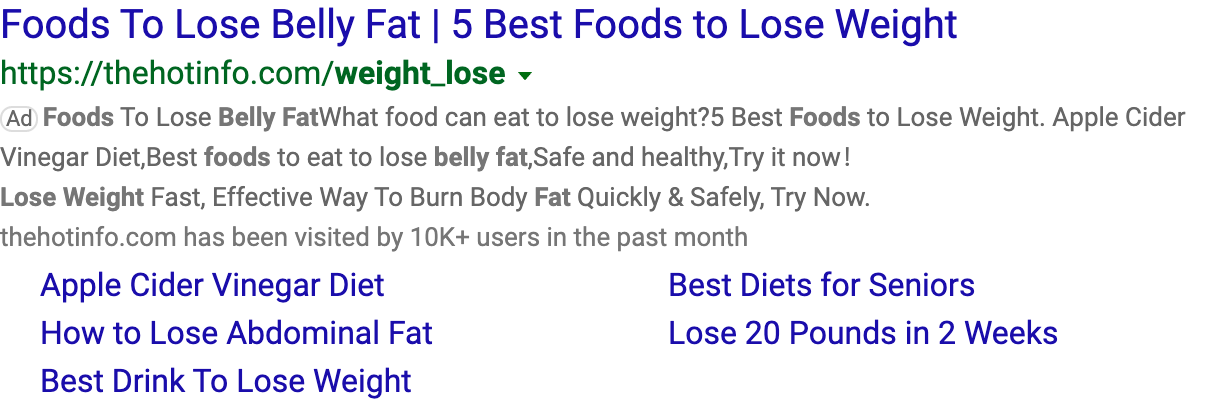 Foods To Lose Belly Fat | 5 Best Foods to Lose Weight
https://thehotinfo.com/weight_lose
Ad Foods To Lose Belly FatWhat food can eat to lose weight?5 Best Foods to Lose Weight. Apple Cider
Vinegar Diet,Best foods to eat to lose belly fat,Safe and healthy,Try it now!
Lose Weight Fast, Effective Way To Burn Body Fat Quickly & Safely, Try Now.
thehotinfo.com has been visited by 10K+ users in the past month
Apple Cider Vinegar Diet
How to Lose Abdominal Fat
Best Drink To Lose Weight
Best Diets for Seniors
Lose 20 Pounds in 2 Weeks